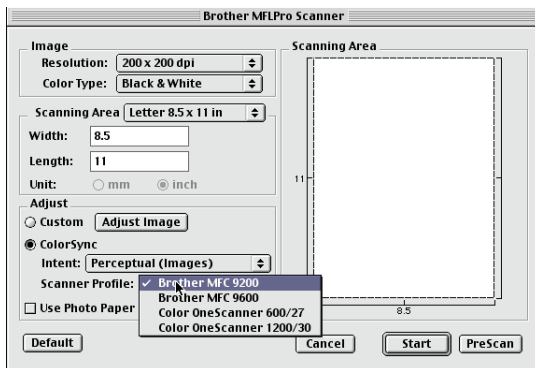 Brother MFLPro Scanner
Image
Resolution: 200 x 200 dpi
Color Type: Black & White
Scanning Area Letter 8.5 x 11 in
Width: 8.5
Length: 11
Unit: mm inch
Adjust
Custom Adjust Image
ColorSync
Intent: Perceptual (Images)
Scanner Profile: ✓ Brother MFC 9200
Brother MFC 9600
Color OneScanner 600/27
Color OneScanner 1200/30
Use Photo Paper
Default
Scanning Area
11
8.5
Cancel Start PreScan